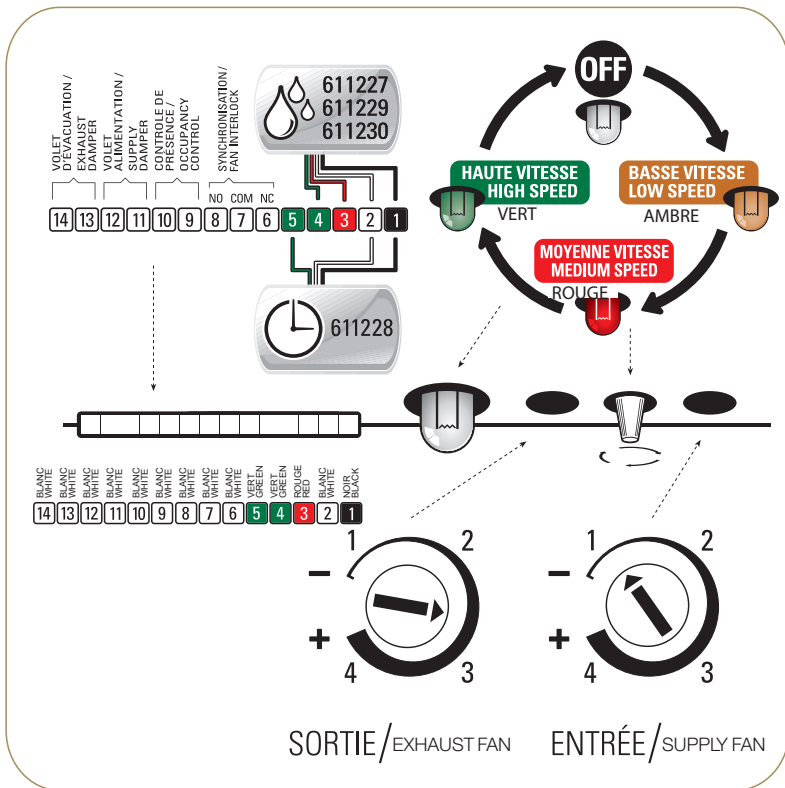 611227
611229
611230
VOLET
D'ÉVACUATION /
EXHAUST
DAMPER
VOLET
ALIMENTATION /
SUPPLY
DAMPER
CONTROLE DE
PRÉSENCE /
OCCUPANCY
CONTROL
SYNCHRONISATION /
FAN INTERLOCK
NO COM NC
14 13 12 11 10 9 8 7 6 5 4 3 2 1
611228
OFF
HAUTE VITESSE
HIGH SPEED
VERT
BASSE VITESSE
LOW SPEED
AMBRE
MOYENNE VITESSE
MEDIUM SPEED
ROUGE
BLANC
WHITE
BLANC
WHITE
BLANC
WHITE
BLANC
WHITE
BLANC
WHITE
BLANC
WHITE
BLANC
WHITE
BLANC
WHITE
BLANC
WHITE
VERT
GREEN
VERT
GREEN
ROUGE
RED
BLANC
WHITE
NOIR
BLACK
14 13 12 11 10 9 8 7 6 5 4 3 2 1
1 2
−
+
4 3
1 2
−
+
4 3
SORTIE / EXHAUST FAN
ENTRÉE / SUPPLY FAN